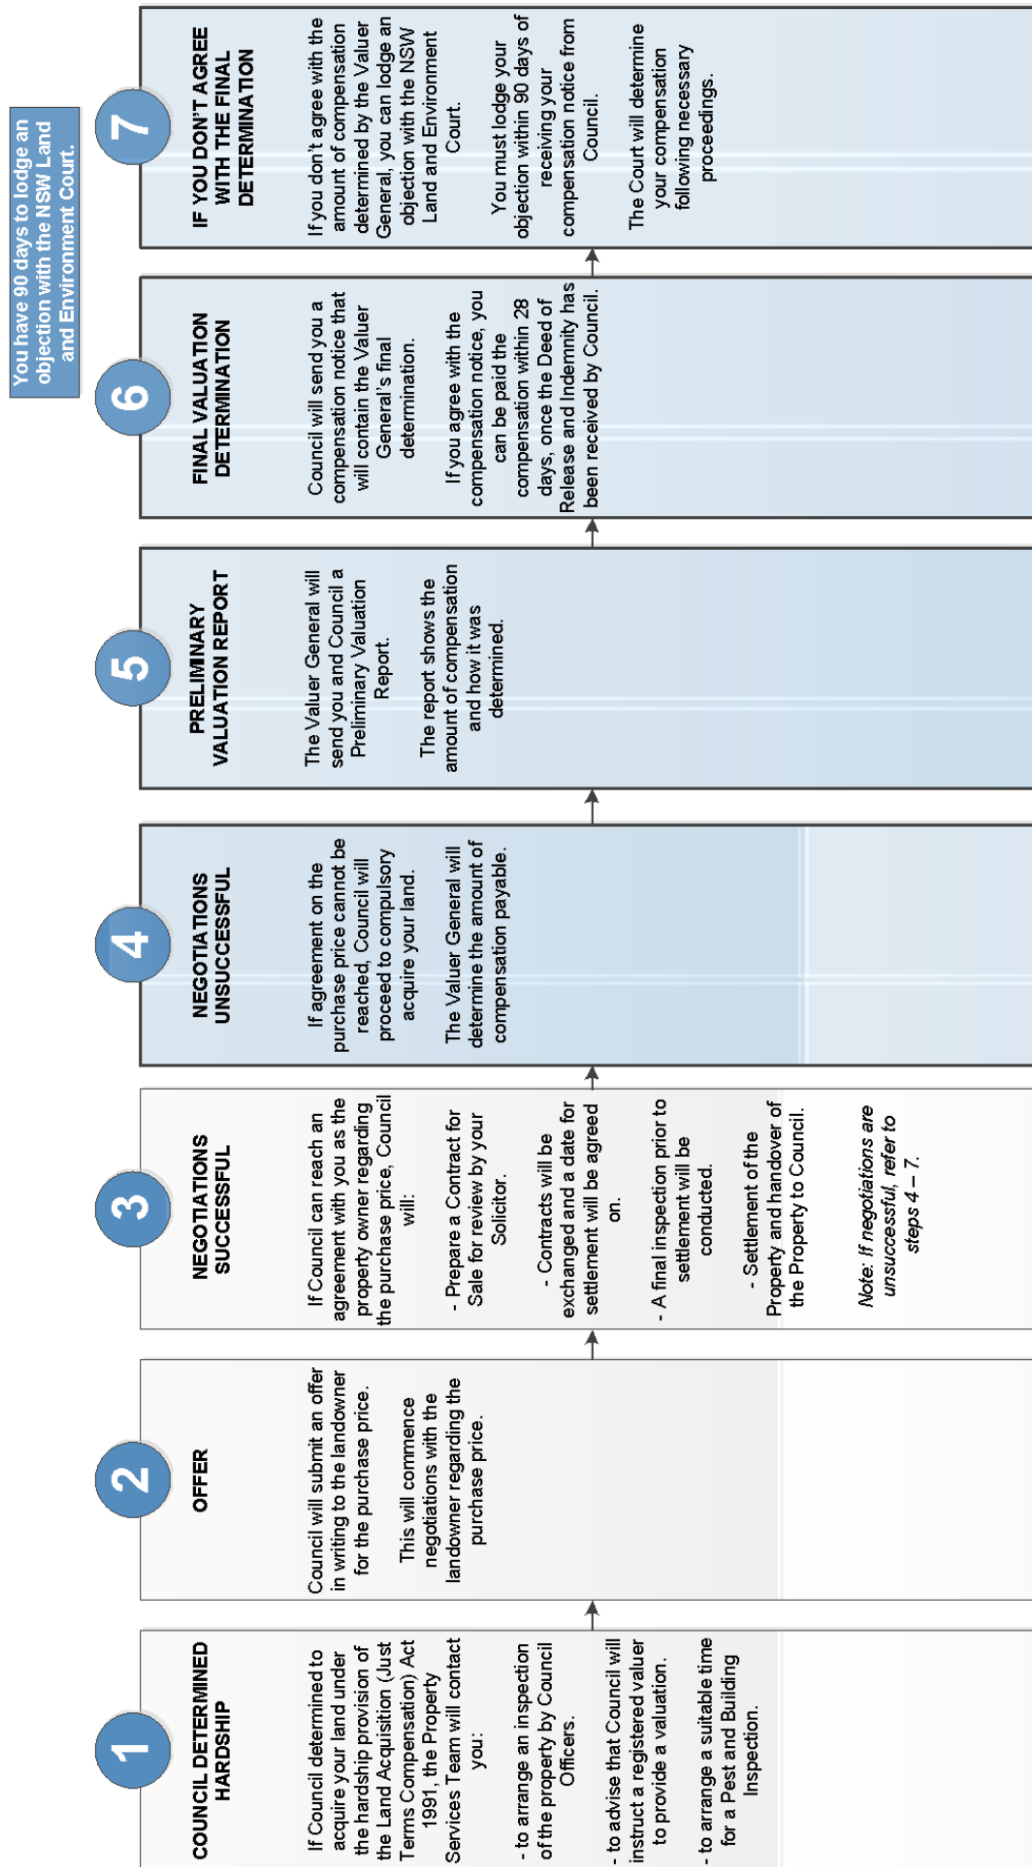 1
COUNCIL DETERMINED
HARDSHIP
If Council determined to
acquire your land under
the hardship provision of
the Land Acquisition (Just
Terms Compensation) Act
1991, the Property
Services Team will contact
you:
- to arrange an inspection
of the property by Council
Officers.
- to advise that Council will
instruct a registered valuer
to provide a valuation.
- to arrange a suitable time
for a Pest and Building
Inspection.
2
OFFER
Council will submit an offer
in writing to the landowner
for the purchase price.
This will commence
negotiations with the
landowner regarding the
purchase price.
3
NEGOTIATIONS
SUCCESSFUL
If Council can reach an
agreement with you as the
property owner regarding
the purchase price, Council
will:
- Prepare a Contract for
Sale for review by your
Solicitor.
- Contracts will be
exchanged and a date for
settlement will be agreed
on.
- A final inspection prior to
settlement will be
conducted.
- Settlement of the
Property and handover of
the Property to Council.
Note: If negotiations are
unsuccessful, refer to
steps 4 – 7.
4
NEGOTIATIONS
UNSUCCESSFUL
If agreement on the
purchase price cannot be
reached, Council will
proceed to compulsory
acquire your land.
The Valuer General will
determine the amount of
compensation payable.
5
PRELIMINARY
VALUATION REPORT
The Valuer General will
send you and Council a
Preliminary Valuation
Report.
The report shows the
amount of compensation
and how it was
determined.
6
FINAL VALUATION
DETERMINATION
Council will send you a
compensation notice that
will contain the Valuer
General's final
determination.
If you agree with the
compensation notice, you
can be paid the
compensation within 28
days, once the Deed of
Release and Indemnity has
been received by Council.
You have 90 days to lodge an
objection with the NSW Land
and Environment Court.
7
IF YOU DON'T AGREE
WITH THE FINAL
DETERMINATION
If you don't agree with the
amount of compensation
determined by the Valuer
General, you can lodge an
objection with the NSW
Land and Environment
Court.
You must lodge your
objection within 90 days of
receiving your
compensation notice from
Council.
The Court will determine
your compensation
following necessary
proceedings.